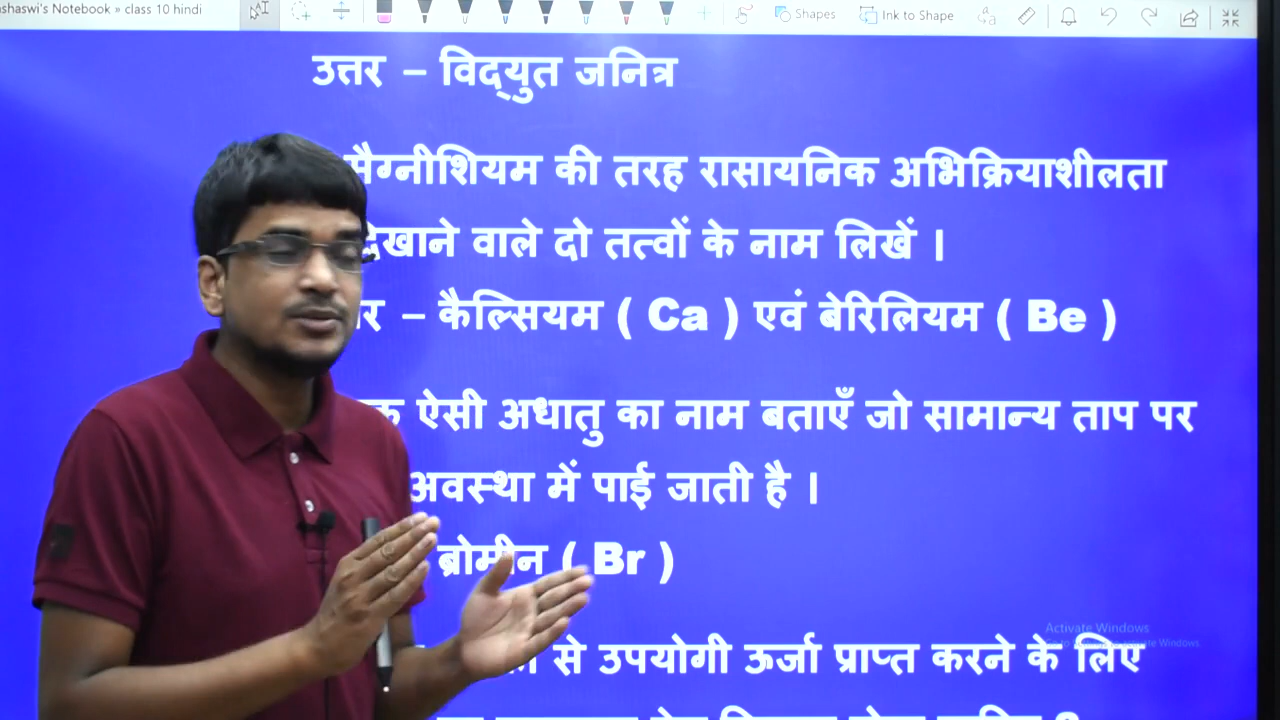 ashaswi's Notebook » class 10 hindi
Shapes
Ink to Shape
उत्तर – विद्युत जनित्र
मैग्नीशियम की तरह रासायनिक अभिक्रियाशीलता
वाले दो तत्वों के नाम लिखें ।
– कैल्सियम ( Ca ) एवं बेरिलियम ( Be )
ऐसी अधातु का नाम बताएँ जो सामान्य ताप पर
अवस्था में पाई जाती है ।
ब्रोमीन ( Br )
से उपयोगी ऊर्जा प्राप्त करने के लिए
Activate Windows